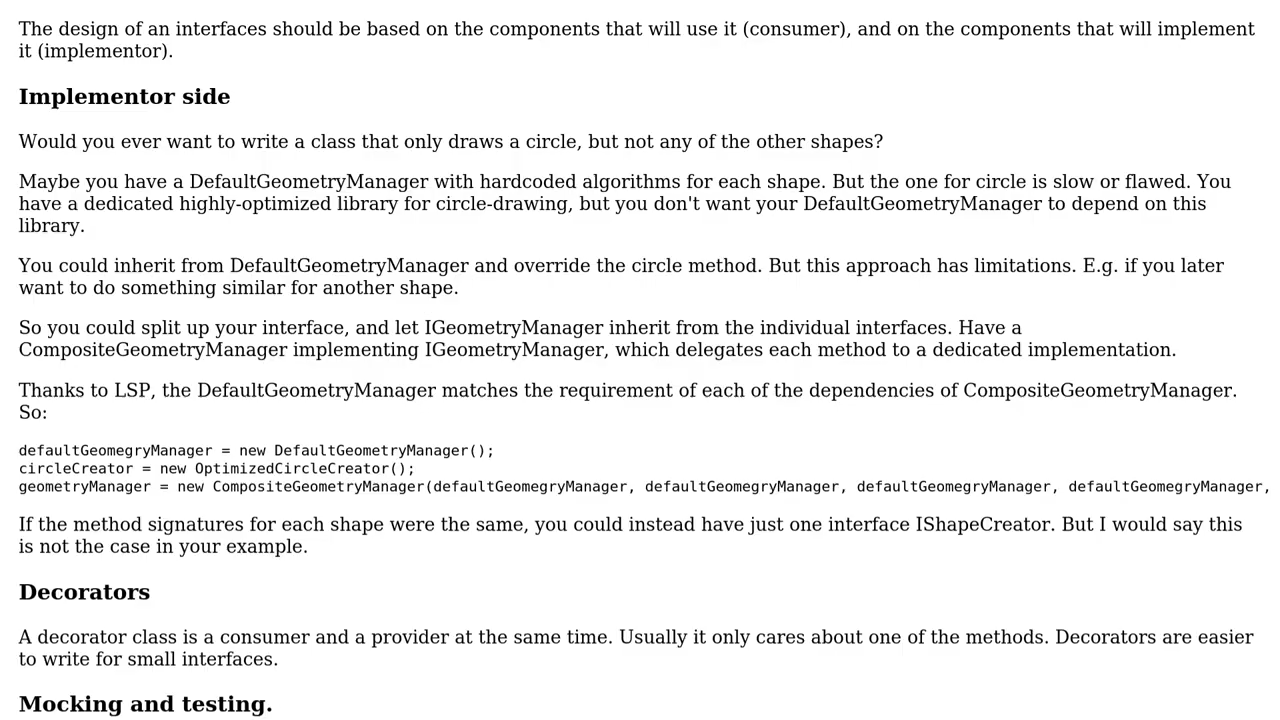 The design of an interfaces should be based on the components that will use it (consumer), and on the components that will implement
it (implementor).
Implementor side
Would you ever want to write a class that only draws a circle, but not any of the other shapes?
Maybe you have a DefaultGeometryManager with hardcoded algorithms for each shape. But the one for circle is slow or flawed. You
have a dedicated highly-optimized library for circle-drawing, but you don't want your DefaultGeometryManager to depend on this
library.
You could inherit from DefaultGeometryManager and override the circle method. But this approach has limitations. E.g. if you later
want to do something similar for another shape.
So you could split up your interface, and let IGeometryManager inherit from the individual interfaces. Have a
CompositeGeometryManager implementing IGeometryManager, which delegates each method to a dedicated implementation.
Thanks to LSP, the DefaultGeometryManager matches the requirement of each of the dependencies of CompositeGeometryManager.
So:
defaultGeomegryManager = new DefaultGeometryManager();
circleCreator = new OptimizedCircleCreator();
geometryManager = new CompositeGeometryManager(defaultGeomegryManager, defaultGeomegryManager, defaultGeomegryManager, defaultGeomegryManager,
If the method signatures for each shape were the same, you could instead have just one interface IShapeCreator. But I would say this
is not the case in your example.
Decorators
A decorator class is a consumer and a provider at the same time. Usually it only cares about one of the methods. Decorators are easier
to write for small interfaces.
Mocking and testing.